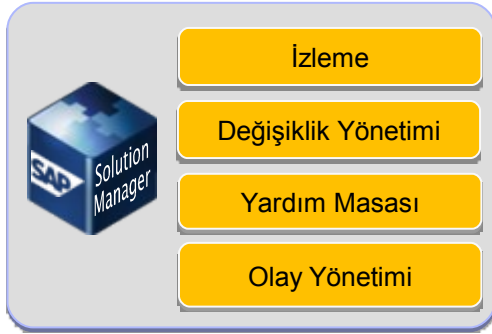 İzleme
Değişiklik Yönetimi
SAP
Solution
Manager
Yardım Masası
Olay Yönetimi